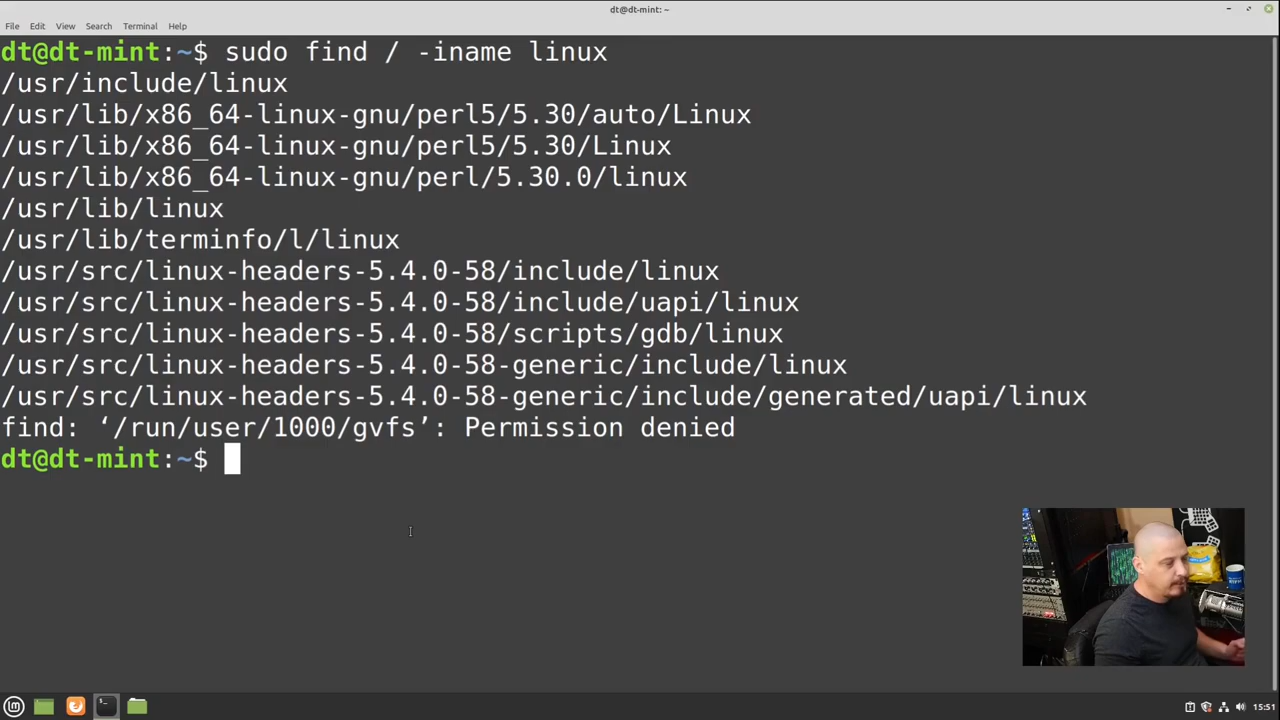 dt@dt-mint: ~
File Edit View Search Terminal Help
dt@dt-mint:~$ sudo find / -iname linux
/usr/include/linux
/usr/lib/x86_64-linux-gnu/perl5/5.30/auto/Linux
/usr/lib/x86_64-linux-gnu/perl5/5.30/Linux
/usr/lib/x86_64-linux-gnu/perl/5.30.0/linux
/usr/lib/linux
/usr/lib/terminfo/l/linux
/usr/src/linux-headers-5.4.0-58/include/linux
/usr/src/linux-headers-5.4.0-58/include/uapi/linux
/usr/src/linux-headers-5.4.0-58/scripts/gdb/linux
/usr/src/linux-headers-5.4.0-58-generic/include/linux
/usr/src/linux-headers-5.4.0-58-generic/include/generated/uapi/linux
find: ‘/run/user/1000/gvfs’: Permission denied
dt@dt-mint:~$
15:51